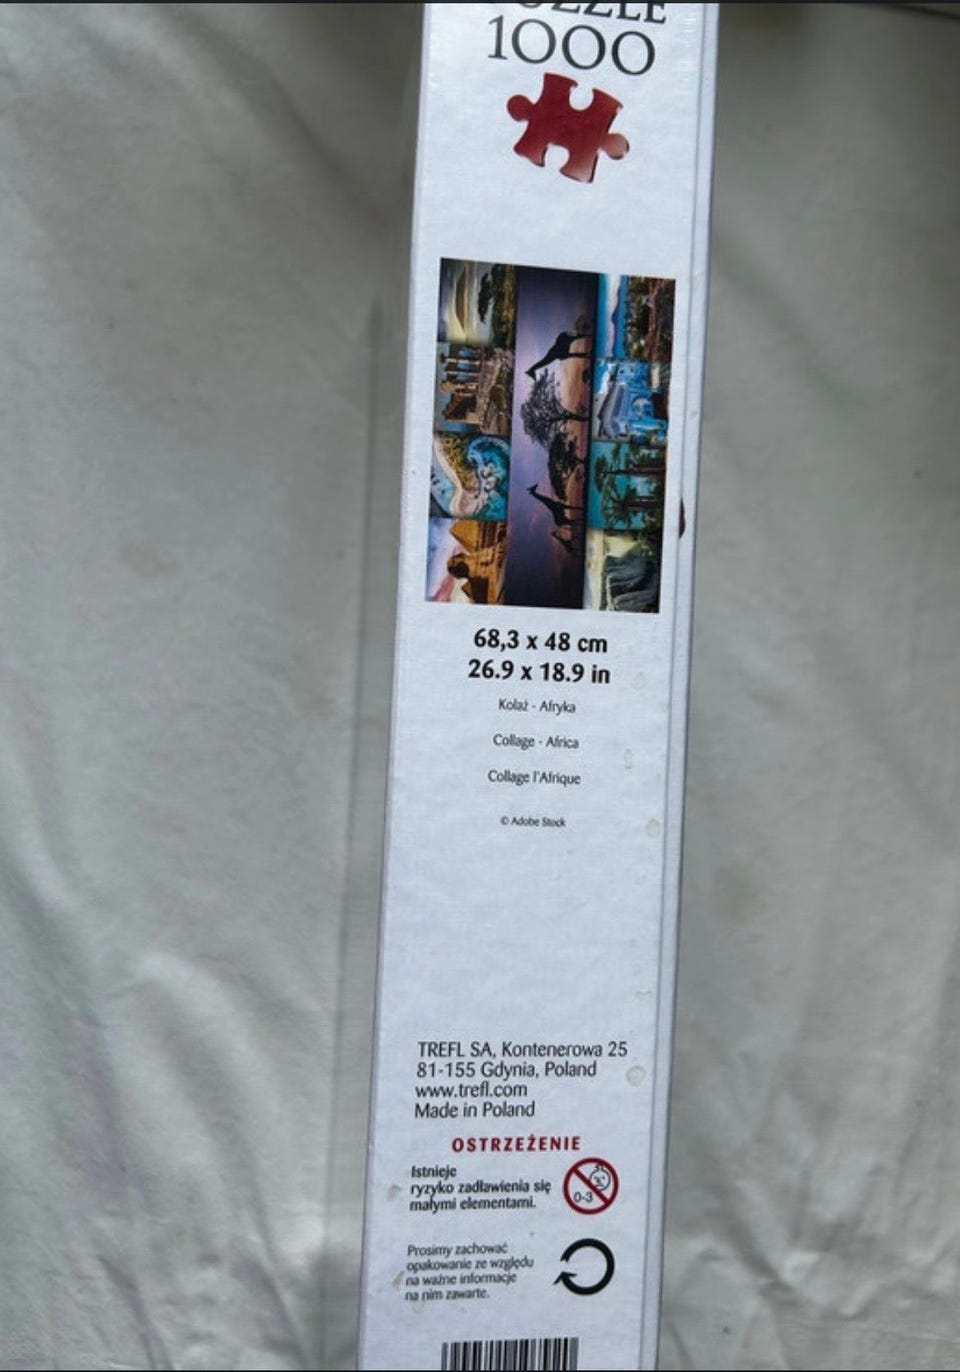 PUZZLE
1000
68,3 x 48 cm
26.9 x 18.9 in
Kolaż - Afryka
Collage - Africa
Collage l'Afrique
© Adobe Stock
TREFL SA, Kontenerowa 25
81-155 Gdynia, Poland
www.trefl.com
Made in Poland
OSTRZEŻENIE
Istnieje
ryzyko zadławienia się
małymi elementami.
0-3
Prosimy zachować
opakowanie ze względu
na ważne informacje
na nim zawarte.